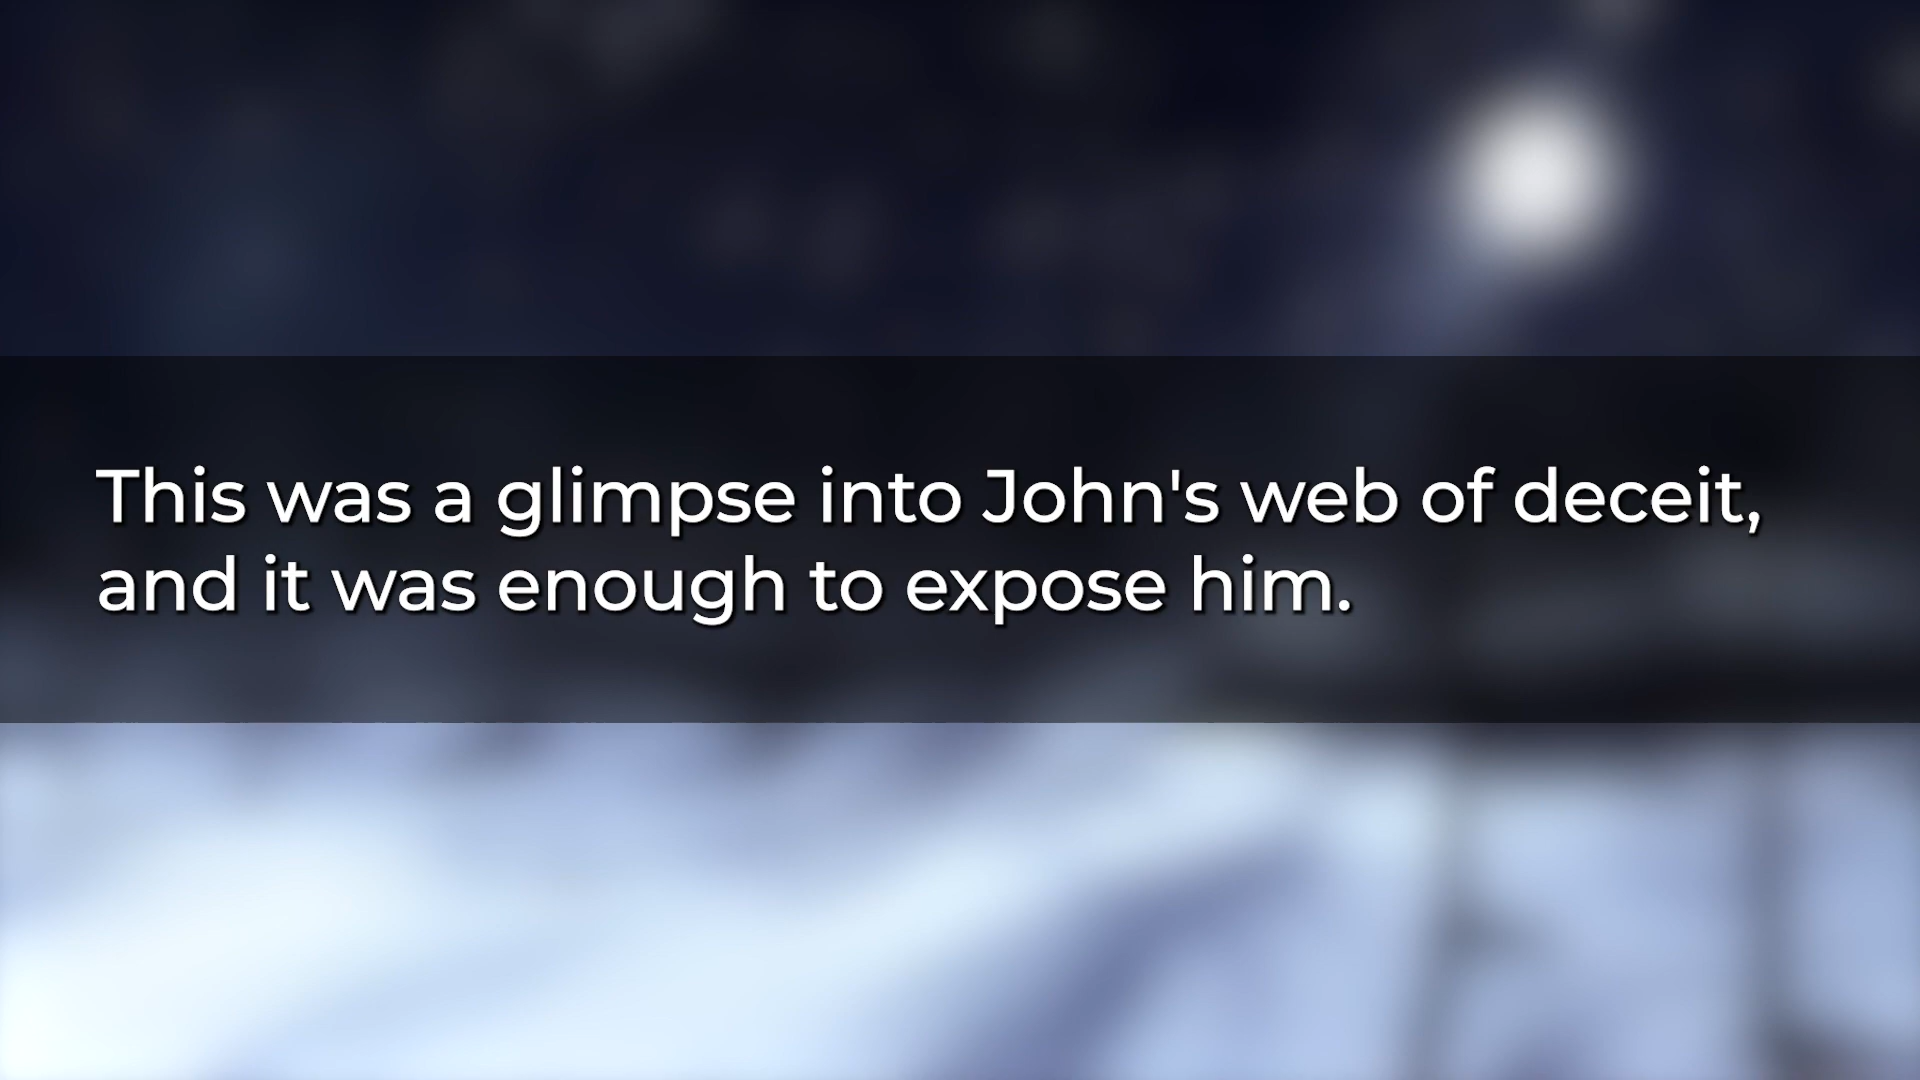 This was a glimpse into John's web of deceit,
and it was enough to expose him.